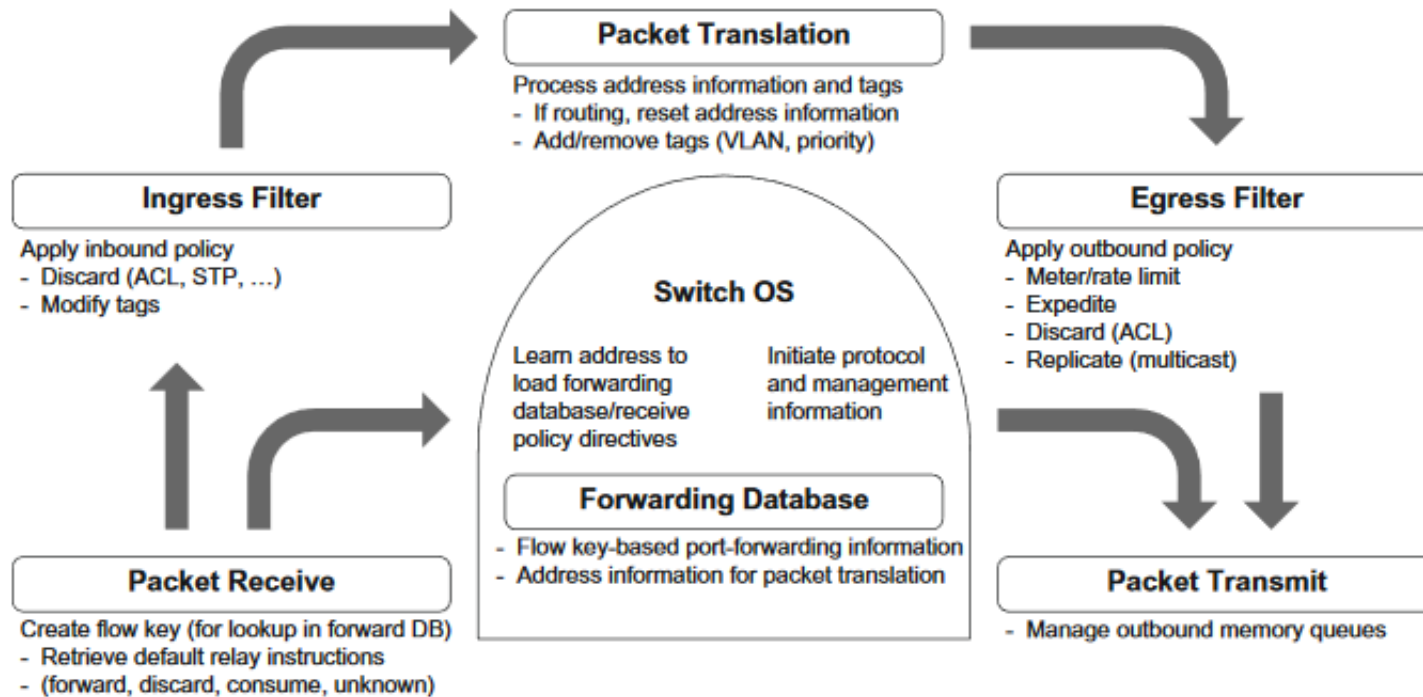 Packet Translation
Process address information and tags
- If routing, reset address information
- Add/remove tags (VLAN, priority)
Ingress Filter
Apply inbound policy
- Discard (ACL, STP, …)
- Modify tags
Egress Filter
Apply outbound policy
- Meter/rate limit
- Expedite
- Discard (ACL)
- Replicate (multicast)
Switch OS
Learn address to
load forwarding
database/receive
policy directives
Initiate protocol
and management
information
Forwarding Database
- Flow key-based port-forwarding information
- Address information for packet translation
Packet Receive
Create flow key (for lookup in forward DB)
- Retrieve default relay instructions
- (forward, discard, consume, unknown)
Packet Transmit
- Manage outbound memory queues